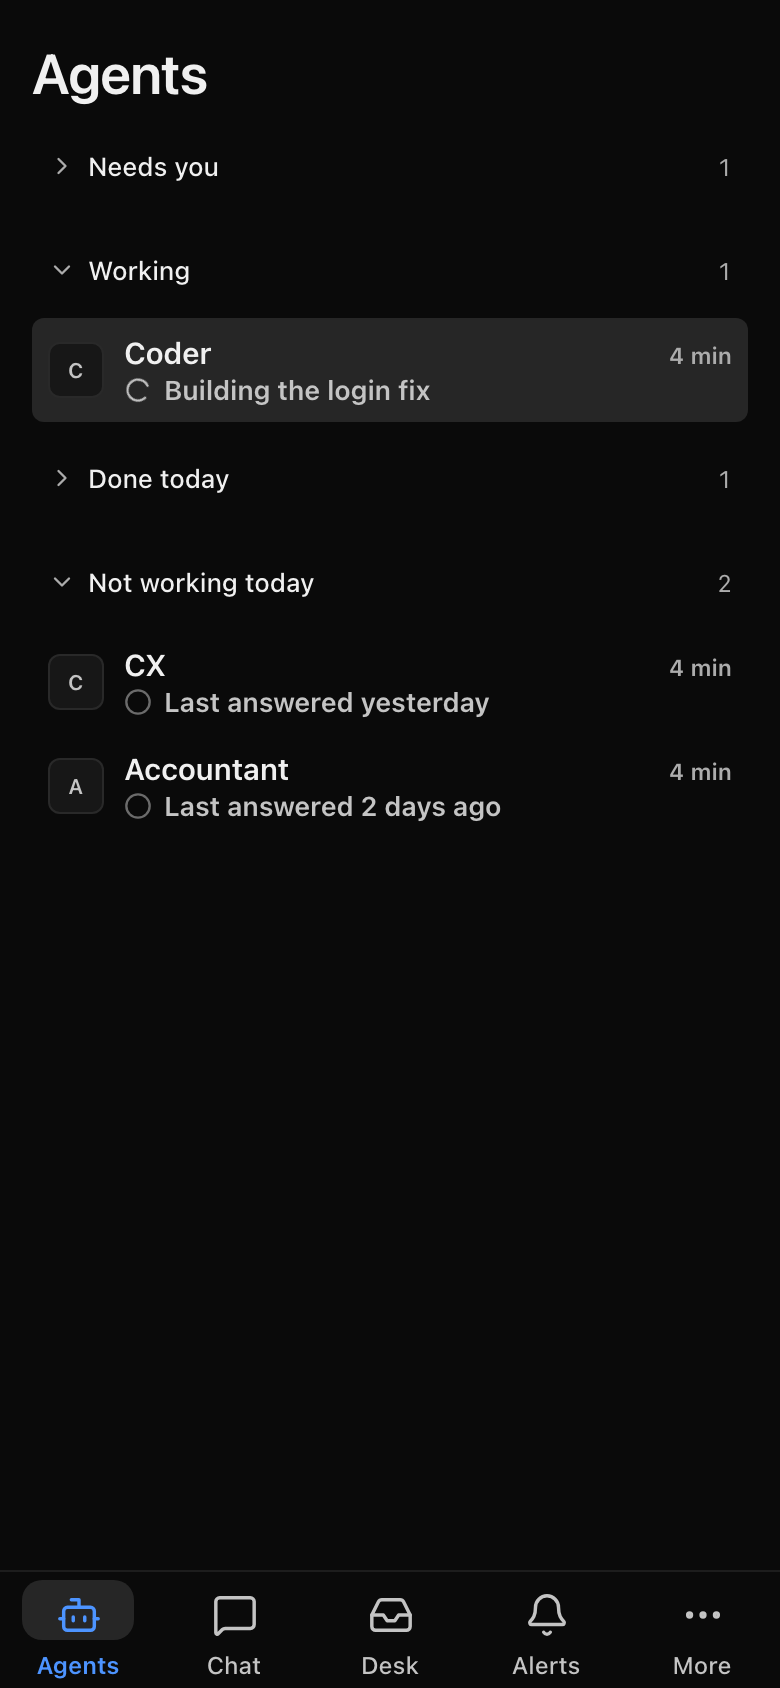 Agents
Needs you 1
Working 1
C Coder 4 min
Building the login fix
Done today 1
Not working today 2
C CX 4 min
Last answered yesterday
A Accountant 4 min
Last answered 2 days ago
Agents Chat Desk Alerts More